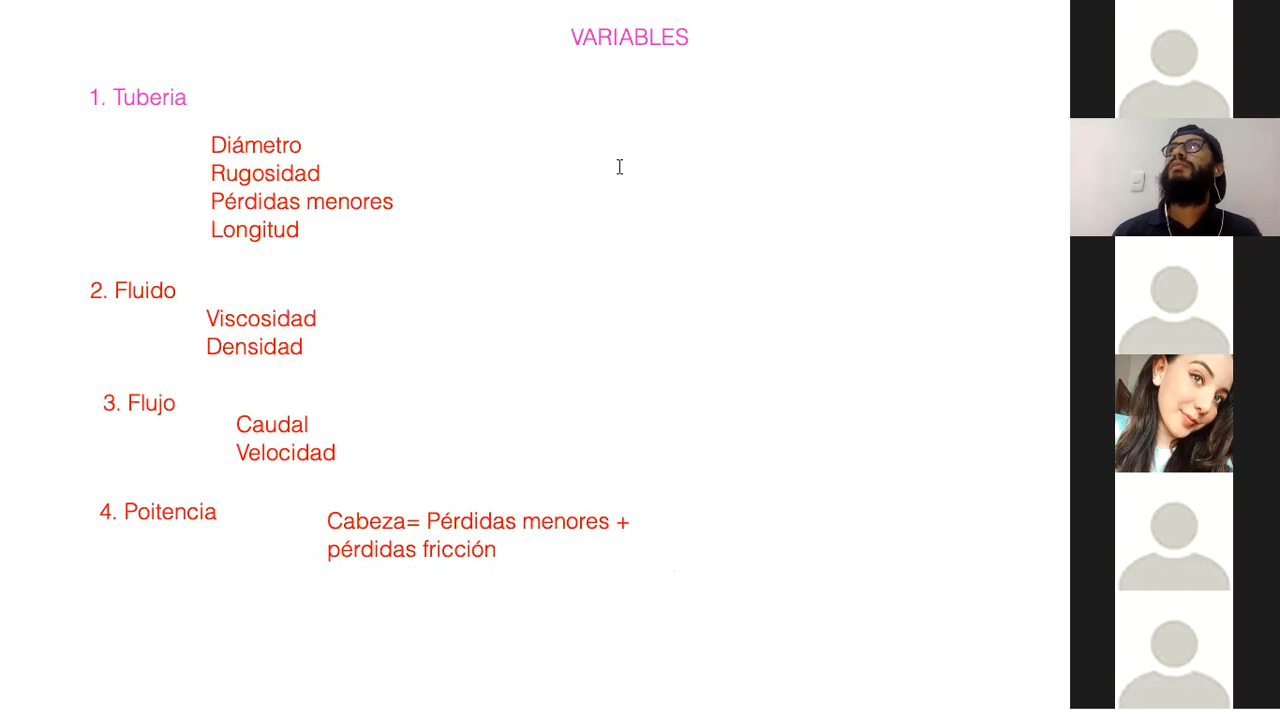 VARIABLES
1. Tuberia
Diámetro
Rugosidad
Pérdidas menores
Longitud
2. Fluido
Viscosidad
Densidad
3. Flujo
Caudal
Velocidad
4. Poitencia
Cabeza= Pérdidas menores +
pérdidas fricción